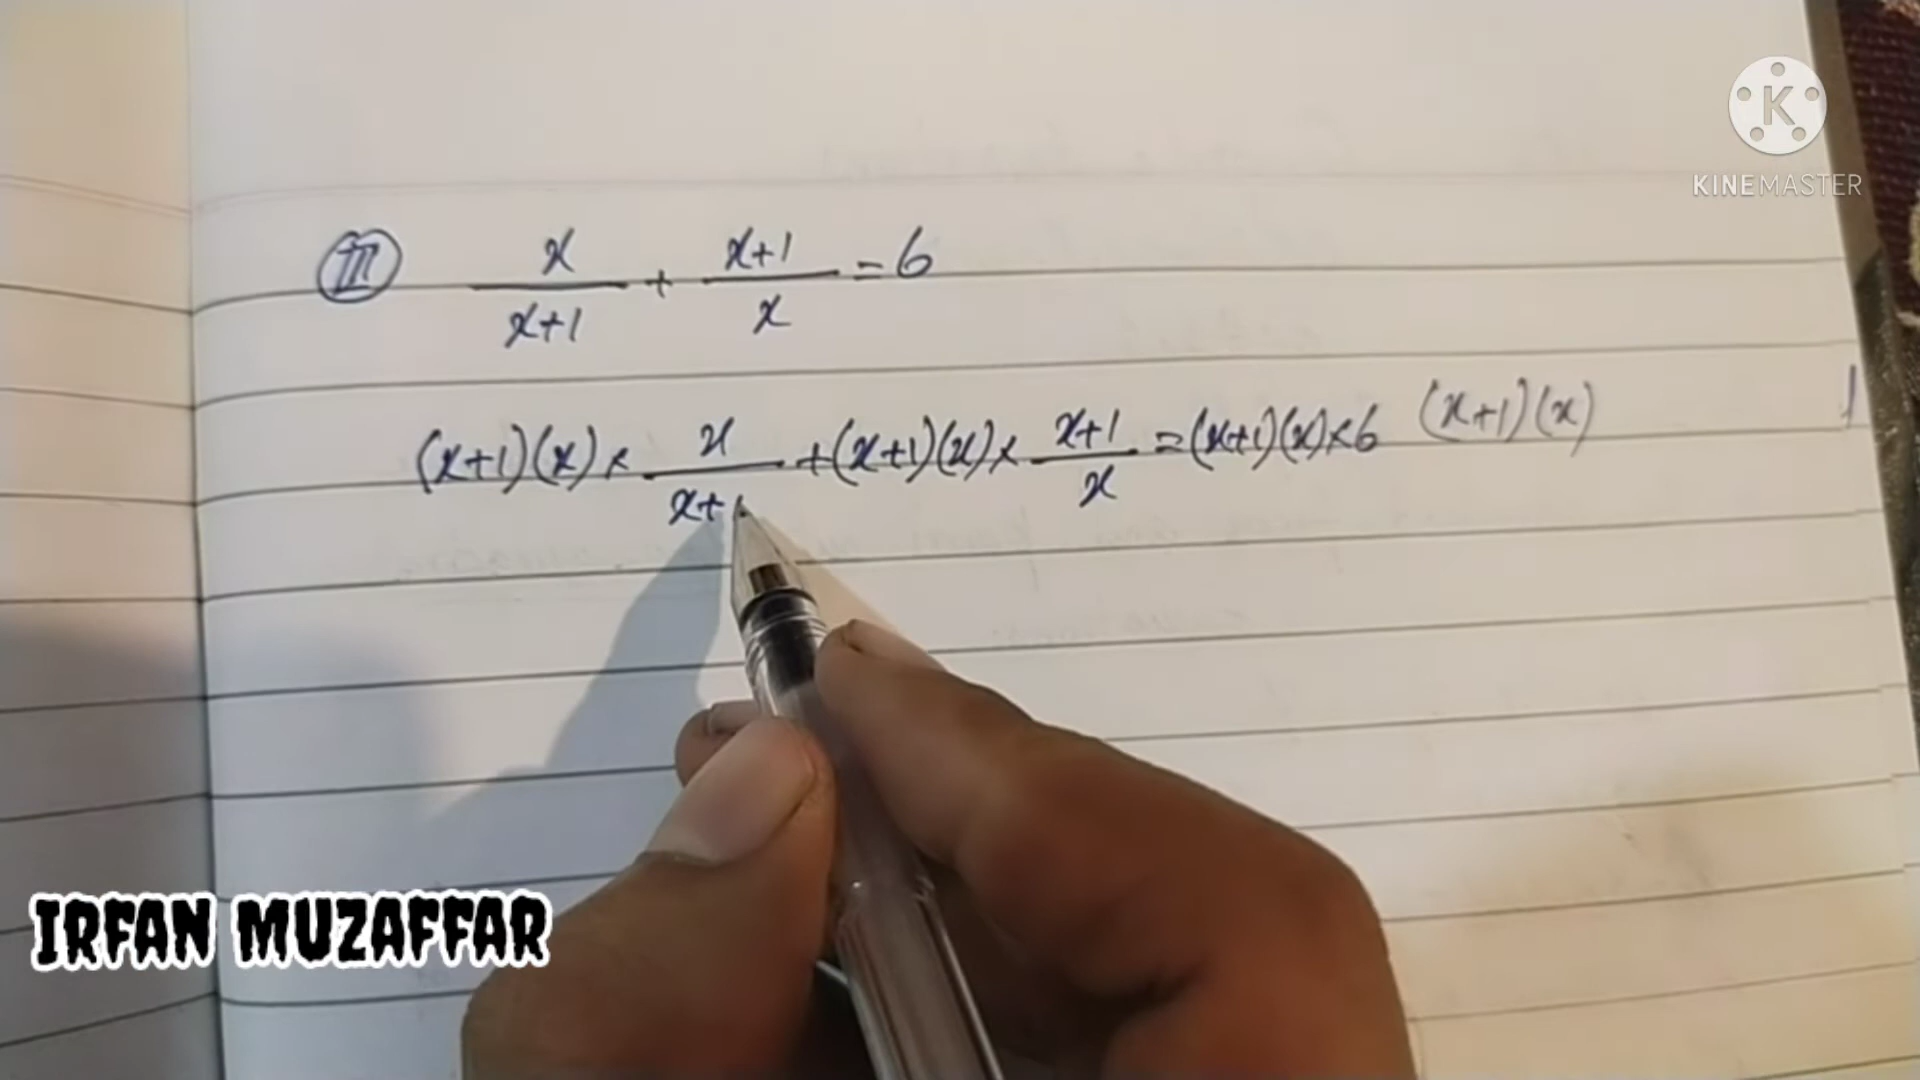 K
KINEMASTER
III x/x+1 + x+1/x = 6
(x+1)(x) × x/x+1 + (x+1)(x) × x+1/x = (x+1)(x) × 6 (x+1)(x)
IRFAN MUZAFFAR